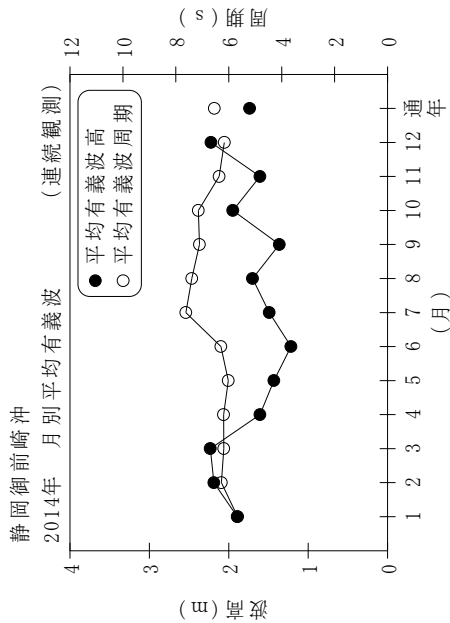 静岡御前崎沖
2014年 月別平均有義波 (連続観測)
平均有義波高
平均有義波周期
波高(m)
4
3
2
1
0
周期(s)
12
10
8
6
4
2
0
1 2 3 4 5 6 7 8 9 10 11 12 通年
(月)